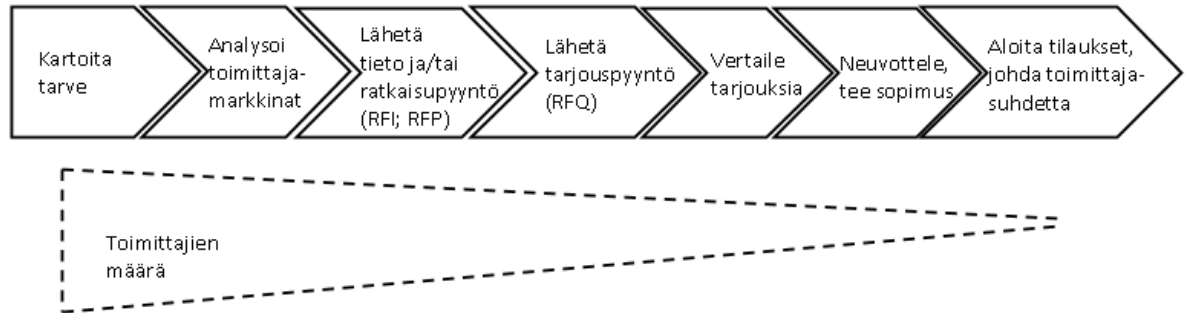 Kartoita
tarve
Analysoi
toimittaja-
markkinat
Lähetä
tieto ja/tai
ratkaisupyyntö
(RFI; RFP)
Lähetä
tarjouspyyntö
(RFQ)
Vertaile
tarjouksia
Neuvottele,
tee sopimus
Aloita tilaukset,
johda toimittaja-
suhdetta
Toimittajien
määrä